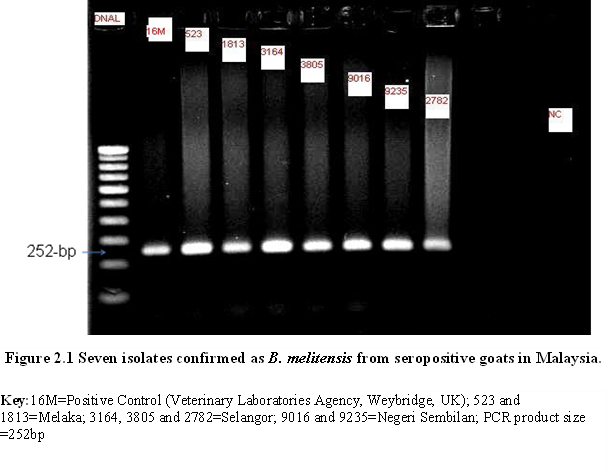 DNAL
16M
523
1813
3164
3805
9016
9235
2782
NC
252-bp
Figure 2.1 Seven isolates confirmed as B. melitensis from seropositive goats in Malaysia.
Key:16M=Positive Control (Veterinary Laboratories Agency, Weybridge, UK); 523 and
1813=Melaka; 3164, 3805 and 2782=Selangor; 9016 and 9235=Negeri Sembilan; PCR product size
=252bp